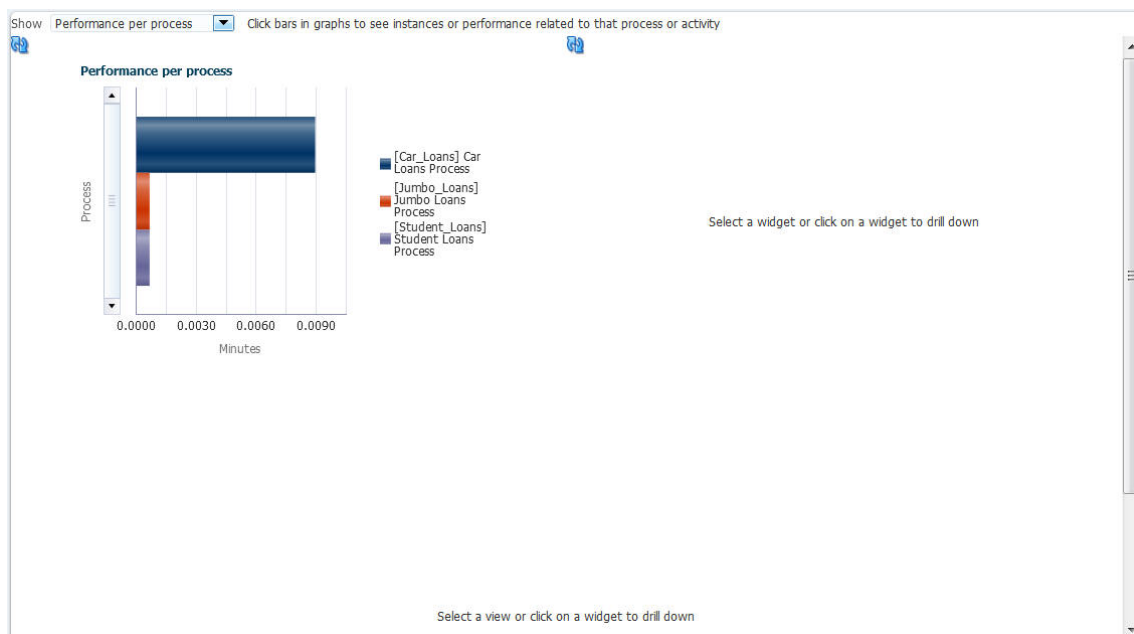 Show Performance per process Click bars in graphs to see instances or performance related to that process or activity
Performance per process
[Car_Loans] Car
Loans Process
[Jumbo_Loans]
Jumbo Loans
Process
[Student_Loans]
Student Loans
Process
Process
0.0000 0.0030 0.0060 0.0090
Minutes
Select a widget or click on a widget to drill down
Select a view or click on a widget to drill down